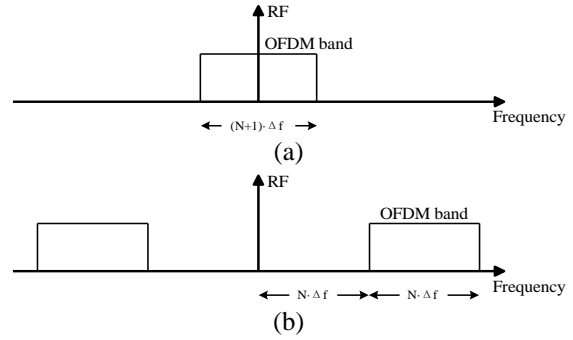 RF
OFDM band
Frequency
(N+1)· Δ f
(a)
RF
OFDM band
Frequency
N· Δ f
N· Δ f
(b)